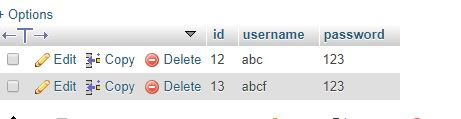 + Options
←T→ id username password
Edit Copy Delete 12 abc 123
Edit Copy Delete 13 abcf 123